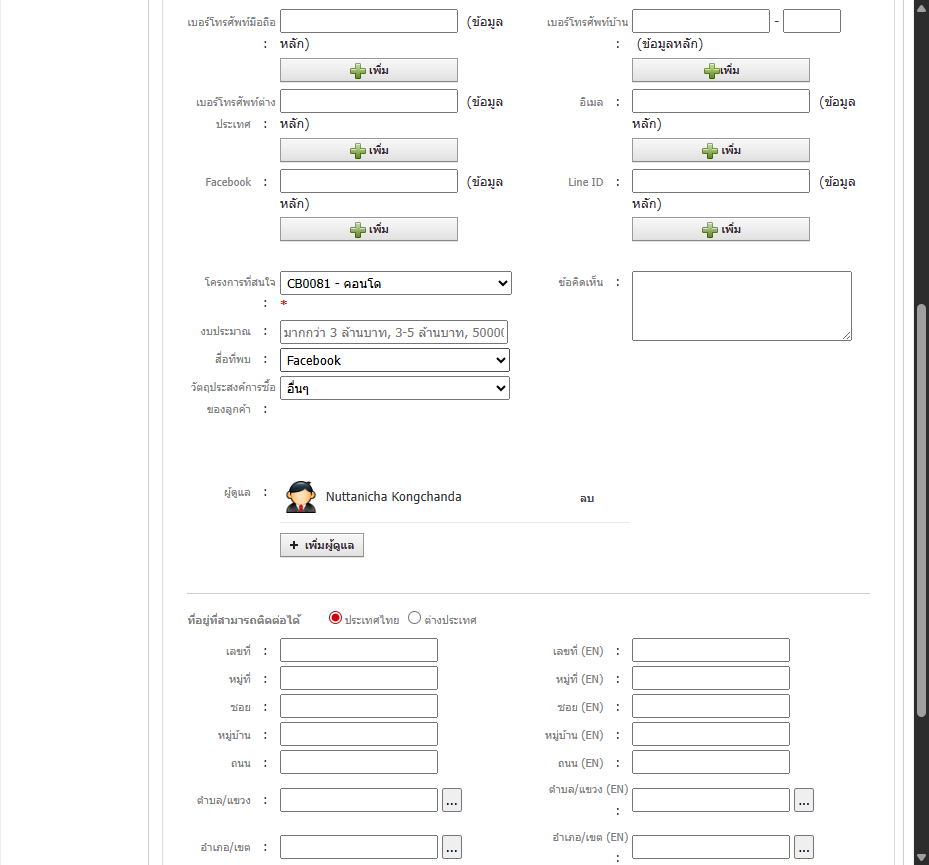 เบอร์โทรศัพท์มือถือ (ข้อมูล เบอร์โทรศัพท์บ้าน -
: หลัก) : (ข้อมูลหลัก)
เพิ่ม เพิ่ม
เบอร์โทรศัพท์ต่าง (ข้อมูล อีเมล : (ข้อมูล
ประเทศ : หลัก) หลัก)
เพิ่ม เพิ่ม
Facebook : (ข้อมูล Line ID : (ข้อมูล
หลัก) หลัก)
เพิ่ม เพิ่ม
โครงการที่สนใจ CB0081 - คอนโด ข้อคิดเห็น :
: *
งบประมาณ : มากกว่า 3 ล้านบาท, 3-5 ล้านบาท, 50000
สื่อที่พบ : Facebook
วัตถุประสงค์การซื้อ อื่นๆ
ของลูกค้า :
ผู้ดูแล : Nuttanicha Kongchanda ลบ
+ เพิ่มผู้ดูแล
ที่อยู่ที่สามารถติดต่อได้ ประเทศไทย ต่างประเทศ
เลขที่ : เลขที่ (EN) :
หมู่ที่ : หมู่ที่ (EN) :
ซอย : ซอย (EN) :
หมู่บ้าน : หมู่บ้าน (EN) :
ถนน : ถนน (EN) :
ตำบล/แขวง : ... ตำบล/แขวง (EN) : ...
อำเภอ/เขต : ... อำเภอ/เขต (EN) : ...